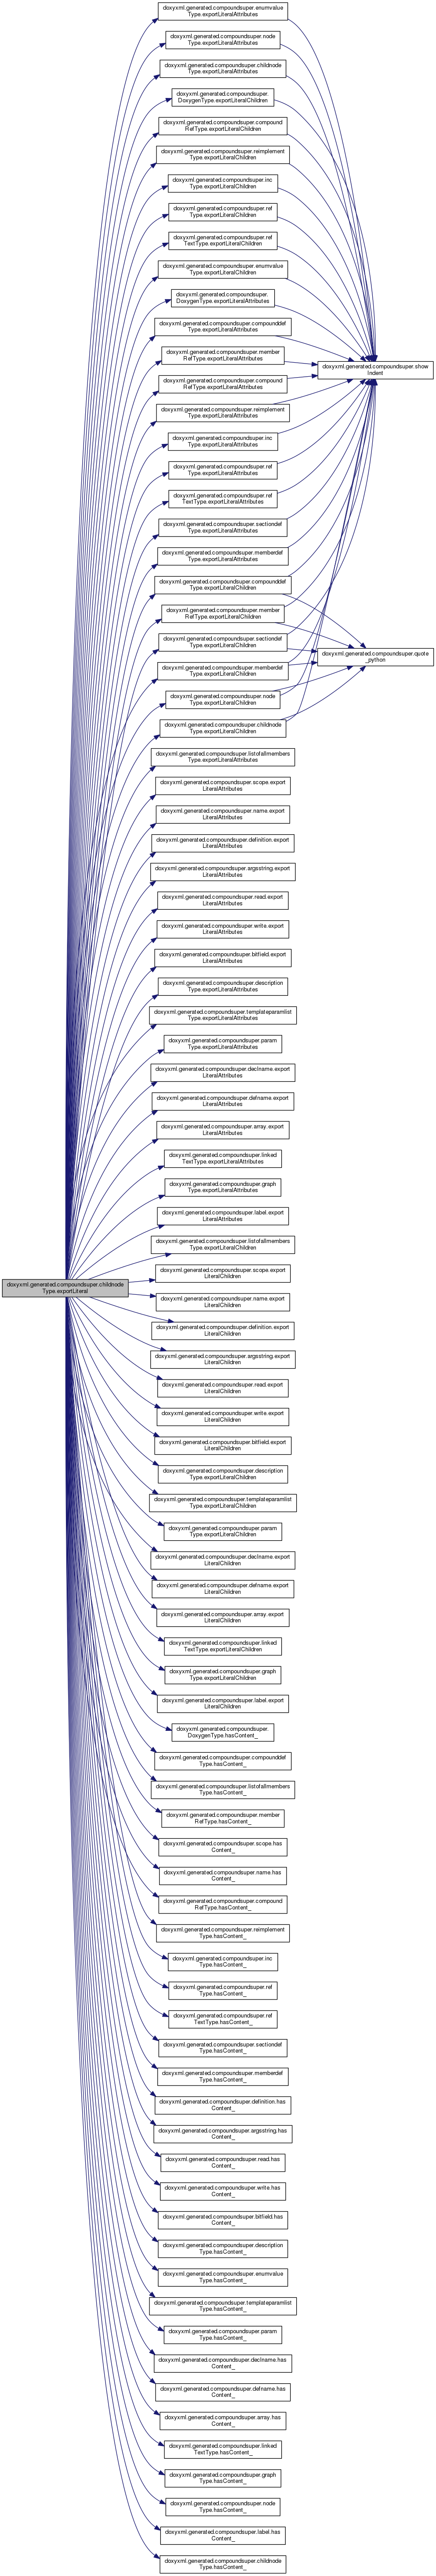 doxyxml.generated.compoundsuper.enumvalue
Type.exportLiteralAttributes
doxyxml.generated.compoundsuper.node
Type.exportLiteralAttributes
doxyxml.generated.compoundsuper.childnode
Type.exportLiteralAttributes
doxyxml.generated.compoundsuper.
DoxygenType.exportLiteralChildren
doxyxml.generated.compoundsuper.compound
RefType.exportLiteralChildren
doxyxml.generated.compoundsuper.reimplement
Type.exportLiteralChildren
doxyxml.generated.compoundsuper.inc
Type.exportLiteralChildren
doxyxml.generated.compoundsuper.ref
Type.exportLiteralChildren
doxyxml.generated.compoundsuper.ref
TextType.exportLiteralChildren
doxyxml.generated.compoundsuper.enumvalue
Type.exportLiteralChildren
doxyxml.generated.compoundsuper.
DoxygenType.exportLiteralAttributes
doxyxml.generated.compoundsuper.compounddef
Type.exportLiteralAttributes
doxyxml.generated.compoundsuper.member
RefType.exportLiteralAttributes
doxyxml.generated.compoundsuper.show
Indent
doxyxml.generated.compoundsuper.compound
RefType.exportLiteralAttributes
doxyxml.generated.compoundsuper.reimplement
Type.exportLiteralAttributes
doxyxml.generated.compoundsuper.inc
Type.exportLiteralAttributes
doxyxml.generated.compoundsuper.ref
Type.exportLiteralAttributes
doxyxml.generated.compoundsuper.ref
TextType.exportLiteralAttributes
doxyxml.generated.compoundsuper.sectiondef
Type.exportLiteralAttributes
doxyxml.generated.compoundsuper.memberdef
Type.exportLiteralAttributes
doxyxml.generated.compoundsuper.compounddef
Type.exportLiteralChildren
doxyxml.generated.compoundsuper.member
RefType.exportLiteralChildren
doxyxml.generated.compoundsuper.sectiondef
Type.exportLiteralChildren
doxyxml.generated.compoundsuper.quote
_python
doxyxml.generated.compoundsuper.memberdef
Type.exportLiteralChildren
doxyxml.generated.compoundsuper.node
Type.exportLiteralChildren
doxyxml.generated.compoundsuper.childnode
Type.exportLiteralChildren
doxyxml.generated.compoundsuper.listofallmembers
Type.exportLiteralAttributes
doxyxml.generated.compoundsuper.scope.export
LiteralAttributes
doxyxml.generated.compoundsuper.name.export
LiteralAttributes
doxyxml.generated.compoundsuper.definition.export
LiteralAttributes
doxyxml.generated.compoundsuper.argsstring.export
LiteralAttributes
doxyxml.generated.compoundsuper.read.export
LiteralAttributes
doxyxml.generated.compoundsuper.write.export
LiteralAttributes
doxyxml.generated.compoundsuper.bitfield.export
LiteralAttributes
doxyxml.generated.compoundsuper.description
Type.exportLiteralAttributes
doxyxml.generated.compoundsuper.templateparamlist
Type.exportLiteralAttributes
doxyxml.generated.compoundsuper.param
Type.exportLiteralAttributes
doxyxml.generated.compoundsuper.declname.export
LiteralAttributes
doxyxml.generated.compoundsuper.defname.export
LiteralAttributes
doxyxml.generated.compoundsuper.array.export
LiteralAttributes
doxyxml.generated.compoundsuper.linked
TextType.exportLiteralAttributes
doxyxml.generated.compoundsuper.graph
Type.exportLiteralAttributes
doxyxml.generated.compoundsuper.label.export
LiteralAttributes
doxyxml.generated.compoundsuper.listofallmembers
Type.exportLiteralChildren
doxyxml.generated.compoundsuper.scope.export
LiteralChildren
doxyxml.generated.compoundsuper.childnode
Type.exportLiteral
doxyxml.generated.compoundsuper.name.export
LiteralChildren
doxyxml.generated.compoundsuper.definition.export
LiteralChildren
doxyxml.generated.compoundsuper.argsstring.export
LiteralChildren
doxyxml.generated.compoundsuper.read.export
LiteralChildren
doxyxml.generated.compoundsuper.write.export
LiteralChildren
doxyxml.generated.compoundsuper.bitfield.export
LiteralChildren
doxyxml.generated.compoundsuper.description
Type.exportLiteralChildren
doxyxml.generated.compoundsuper.templateparamlist
Type.exportLiteralChildren
doxyxml.generated.compoundsuper.param
Type.exportLiteralChildren
doxyxml.generated.compoundsuper.declname.export
LiteralChildren
doxyxml.generated.compoundsuper.defname.export
LiteralChildren
doxyxml.generated.compoundsuper.array.export
LiteralChildren
doxyxml.generated.compoundsuper.linked
TextType.exportLiteralChildren
doxyxml.generated.compoundsuper.graph
Type.exportLiteralChildren
doxyxml.generated.compoundsuper.label.export
LiteralChildren
doxyxml.generated.compoundsuper.
DoxygenType.hasContent_
doxyxml.generated.compoundsuper.compounddef
Type.hasContent_
doxyxml.generated.compoundsuper.listofallmembers
Type.hasContent_
doxyxml.generated.compoundsuper.member
RefType.hasContent_
doxyxml.generated.compoundsuper.scope.has
Content_
doxyxml.generated.compoundsuper.name.has
Content_
doxyxml.generated.compoundsuper.compound
RefType.hasContent_
doxyxml.generated.compoundsuper.reimplement
Type.hasContent_
doxyxml.generated.compoundsuper.inc
Type.hasContent_
doxyxml.generated.compoundsuper.ref
Type.hasContent_
doxyxml.generated.compoundsuper.ref
TextType.hasContent_
doxyxml.generated.compoundsuper.sectiondef
Type.hasContent_
doxyxml.generated.compoundsuper.memberdef
Type.hasContent_
doxyxml.generated.compoundsuper.definition.has
Content_
doxyxml.generated.compoundsuper.argsstring.has
Content_
doxyxml.generated.compoundsuper.read.has
Content_
doxyxml.generated.compoundsuper.write.has
Content_
doxyxml.generated.compoundsuper.bitfield.has
Content_
doxyxml.generated.compoundsuper.description
Type.hasContent_
doxyxml.generated.compoundsuper.enumvalue
Type.hasContent_
doxyxml.generated.compoundsuper.templateparamlist
Type.hasContent_
doxyxml.generated.compoundsuper.param
Type.hasContent_
doxyxml.generated.compoundsuper.declname.has
Content_
doxyxml.generated.compoundsuper.defname.has
Content_
doxyxml.generated.compoundsuper.array.has
Content_
doxyxml.generated.compoundsuper.linked
TextType.hasContent_
doxyxml.generated.compoundsuper.graph
Type.hasContent_
doxyxml.generated.compoundsuper.node
Type.hasContent_
doxyxml.generated.compoundsuper.label.has
Content_
doxyxml.generated.compoundsuper.childnode
Type.hasContent_